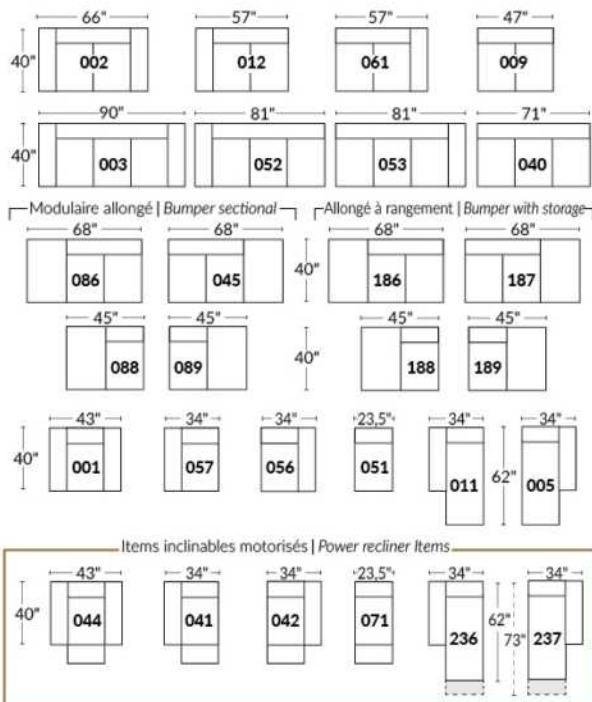 66" 57" 57" 47"
40" 002 012 061 009
90" 81" 81" 71"
40" 003 052 053 040
Modulaire allongé | Bumper sectional Allongé à rangement | Bumper with storage
68" 68" 68" 68"
086 045 40" 186 187
45" 45" 45" 45"
088 089 40" 188 189
43" 34" 34" 23,5" 34" 34"
40" 001 057 056 051 011 62" 005
Items inclinables motorisés | Power recliner Items
43" 34" 34" 23,5" 34" 34"
40" 044 041 042 071 236 62" 73" 237